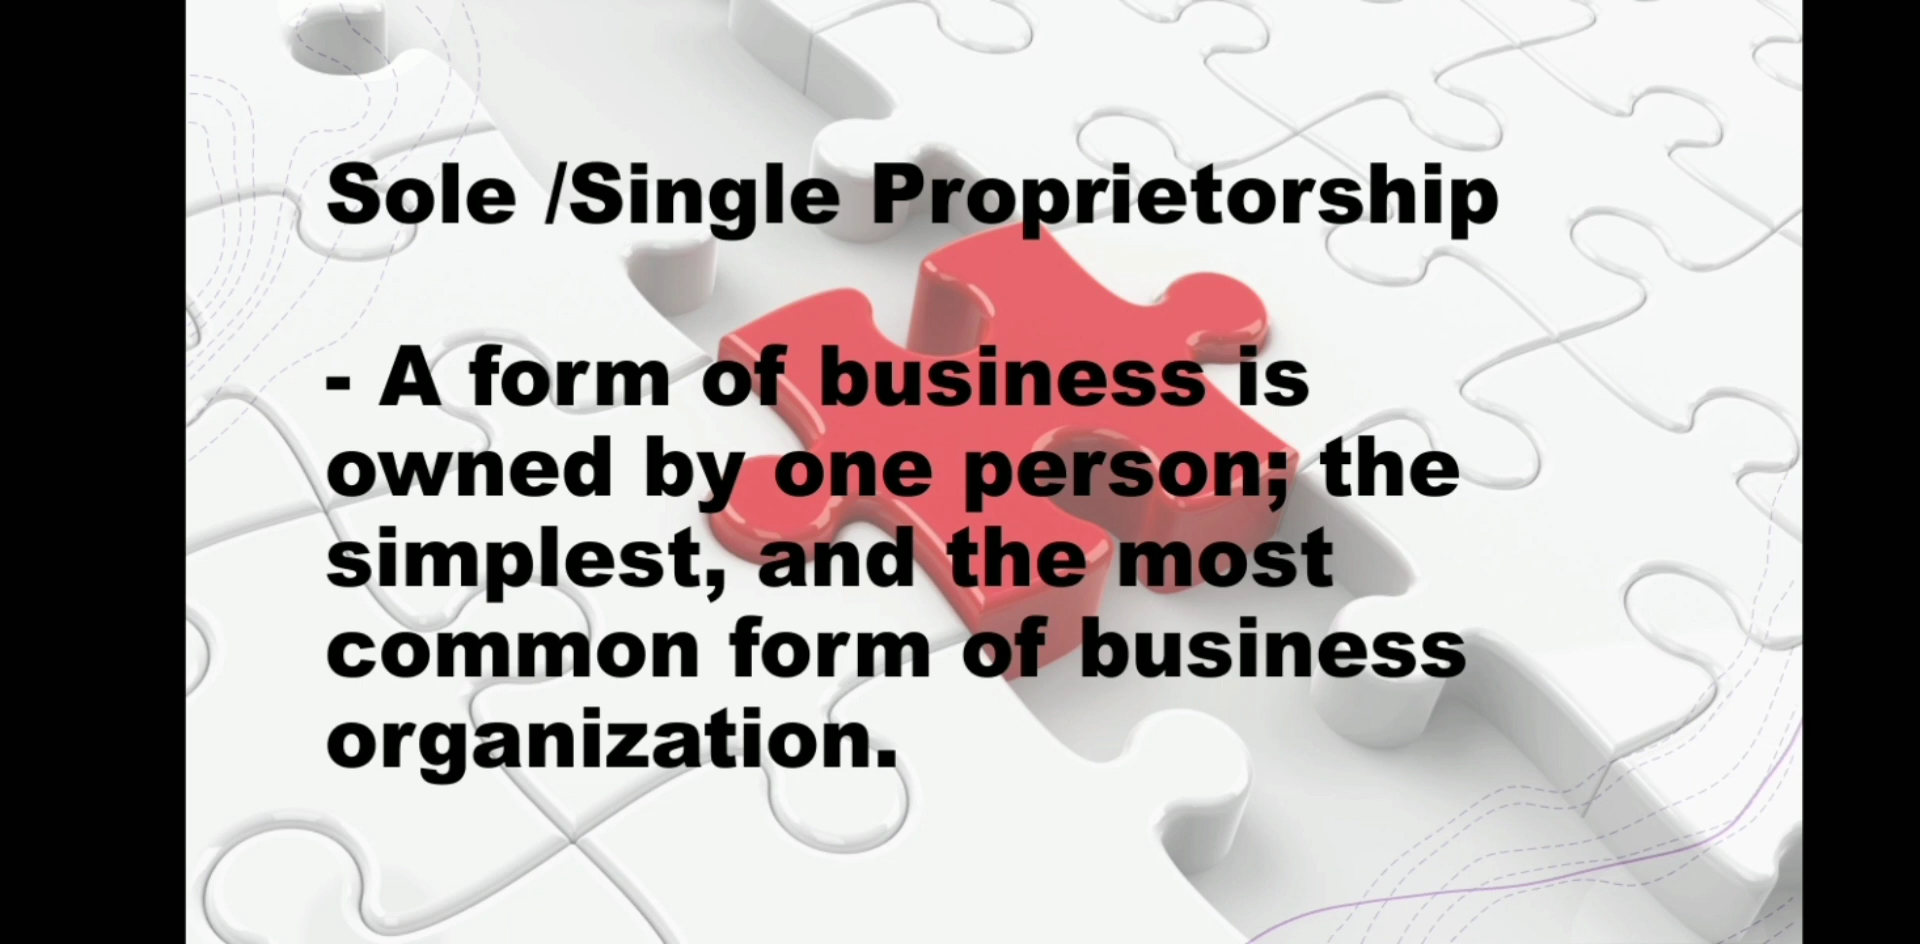 Sole /Single Proprietorship
- A form of business is
owned by one person; the
simplest, and the most
common form of business
organization.